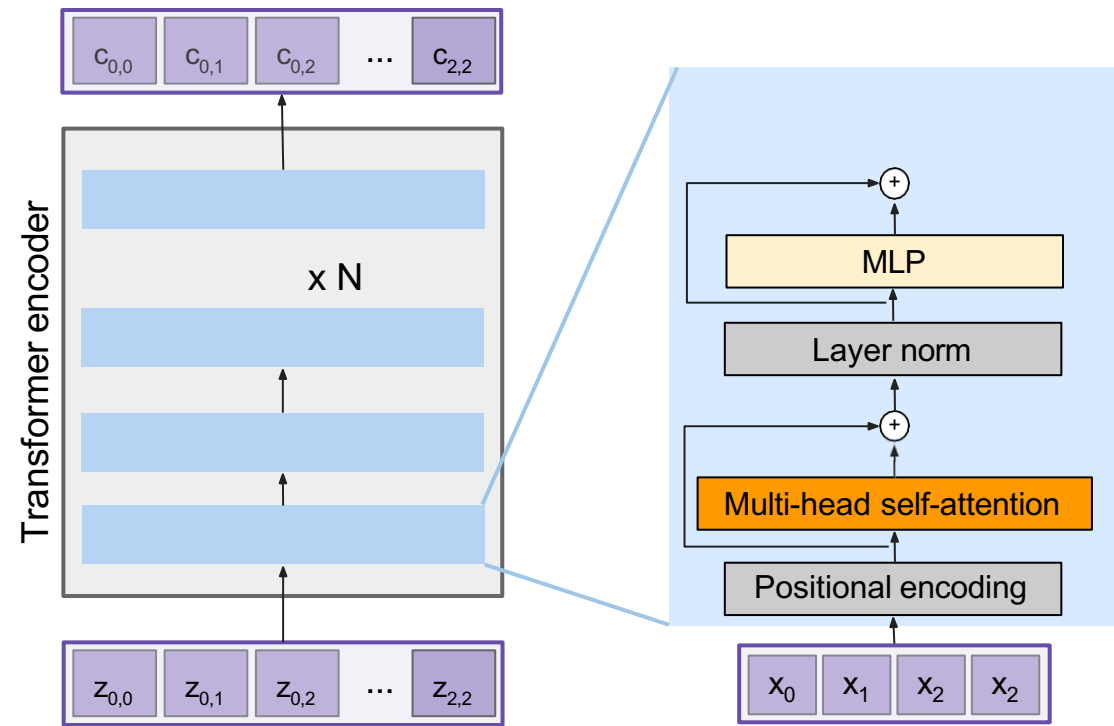 c0,0 c0,1 c0,2 ... c2,2
Transformer encoder
x N
z0,0 z0,1 z0,2 ... z2,2
+
MLP
Layer norm
+
Multi-head self-attention
Positional encoding
x0 x1 x2 x2